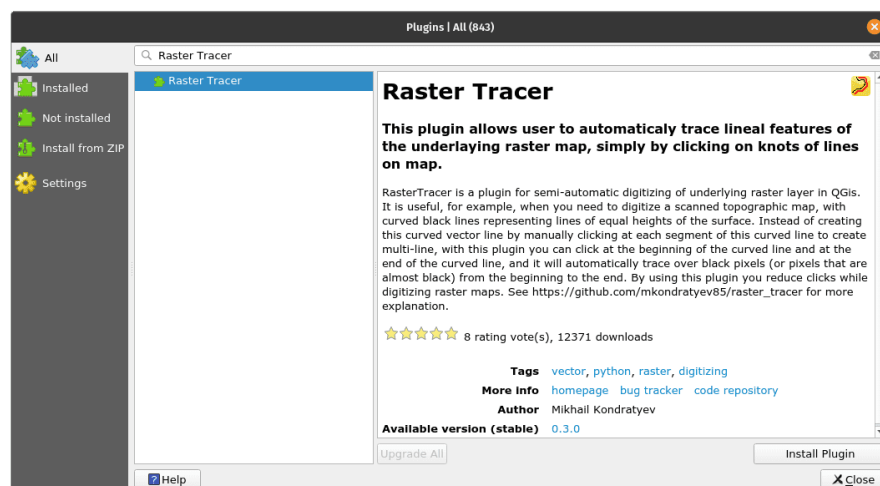 Plugins | All (843)
All
Raster Tracer
Installed
Not installed
Install from ZIP
Settings
Raster Tracer
Raster Tracer
This plugin allows user to automaticaly trace lineal features of
the underlaying raster map, simply by clicking on knots of lines
on map.
RasterTracer is a plugin for semi-automatic digitizing of underlying raster layer in QGis.
It is useful, for example, when you need to digitize a scanned topographic map, with
curved black lines representing lines of equal heights of the surface. Instead of creating
this curved vector line by manually clicking at each segment of this curved line to create
multi-line, with this plugin you can click at the beginning of the curved line and at the
end of the curved line, and it will automatically trace over black pixels (or pixels that are
almost black) from the beginning to the end. By using this plugin you reduce clicks while
digitizing raster maps. See https://github.com/mkondratyev85/raster_tracer for more
explanation.
8 rating vote(s), 12371 downloads
Tags vector, python, raster, digitizing
More info homepage bug tracker code repository
Author Mikhail Kondratyev
Available version (stable) 0.3.0
Upgrade All
Install Plugin
Help
Close